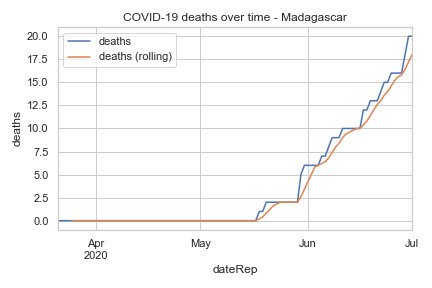 COVID-19 deaths over time - Madagascar
deaths
deaths (rolling)
20.0
17.5
15.0
12.5
10.0
7.5
5.0
2.5
0.0
deaths
Apr
2020
May
Jun
Jul
dateRep